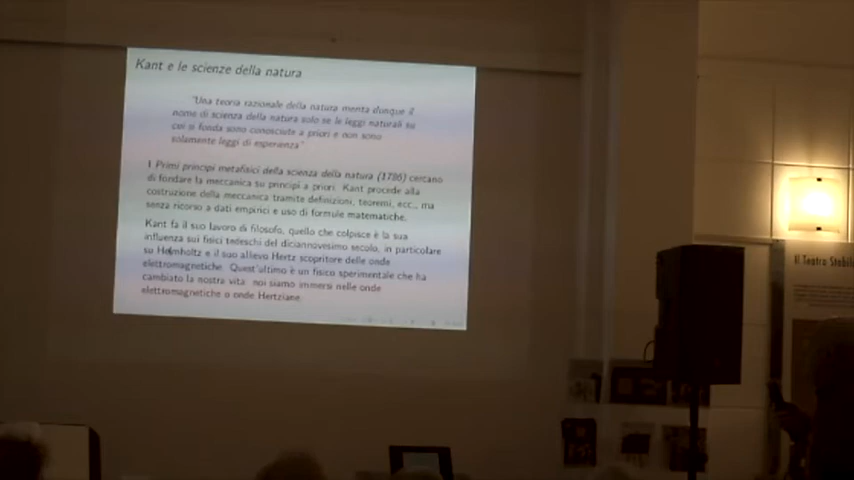 Kant e le scienze della natura
"Una teoria razionale della natura merita dunque il
nome di scienza della natura solo se le leggi naturali su
cui si fonda sono conosciute a priori e non sono
solamente leggi di esperienza"
I Primi principi metafisici della scienza della natura (1786) cercano
di fondare la meccanica su principi a priori. Kant procede alla
costruzione della meccanica tramite definizioni, teoremi, ecc., ma
senza ricorso a dati empirici e uso di formule matematiche.
Kant fa il suo lavoro di filosofo, quello che colpisce è la sua
influenza sui fisici tedeschi del diciannovesimo secolo, in particolare
su Helmholtz e il suo allievo Hertz scopritore delle onde
elettromagnetiche. Quest'ultimo è un fisico sperimentale che ha
cambiato la nostra vita: noi siamo immersi nelle onde
elettromagnetiche o onde Hertziane.
Il Teatro